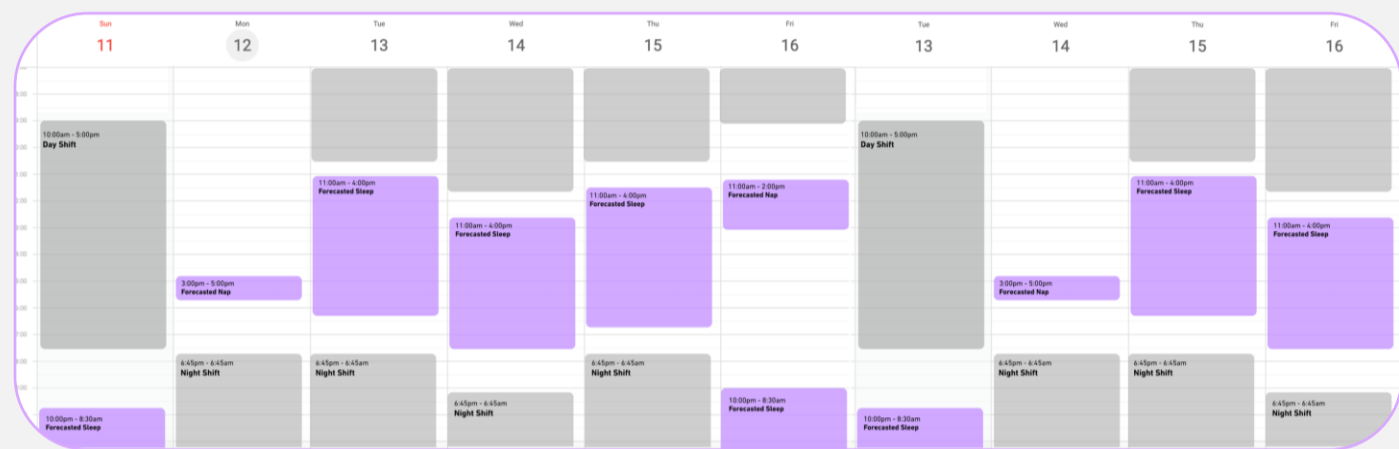 Sun
Mon
Tue
Wed
Thu
Fri
Tue
Wed
Thu
Fri
11
12
13
14
15
16
13
14
15
16
10:00am - 5:00pm
Day Shift
10:00pm - 8:30am
Forecasted Sleep
3:00pm - 5:00pm
Forecasted Nap
6:45pm - 6:45am
Night Shift
11:00am - 4:00pm
Forecasted Sleep
6:45pm - 6:45am
Night Shift
11:00am - 4:00pm
Forecasted Sleep
6:45pm - 6:45am
Night Shift
11:00am - 4:00pm
Forecasted Sleep
6:45pm - 6:45am
Night Shift
11:00am - 2:00pm
Forecasted Nap
10:00pm - 8:30am
Forecasted Sleep
10:00am - 5:00pm
Day Shift
10:00pm - 8:30am
Forecasted Sleep
3:00pm - 5:00pm
Forecasted Nap
6:45pm - 6:45am
Night Shift
11:00am - 4:00pm
Forecasted Sleep
6:45pm - 6:45am
Night Shift
11:00am - 4:00pm
Forecasted Sleep
6:45pm - 6:45am
Night Shift